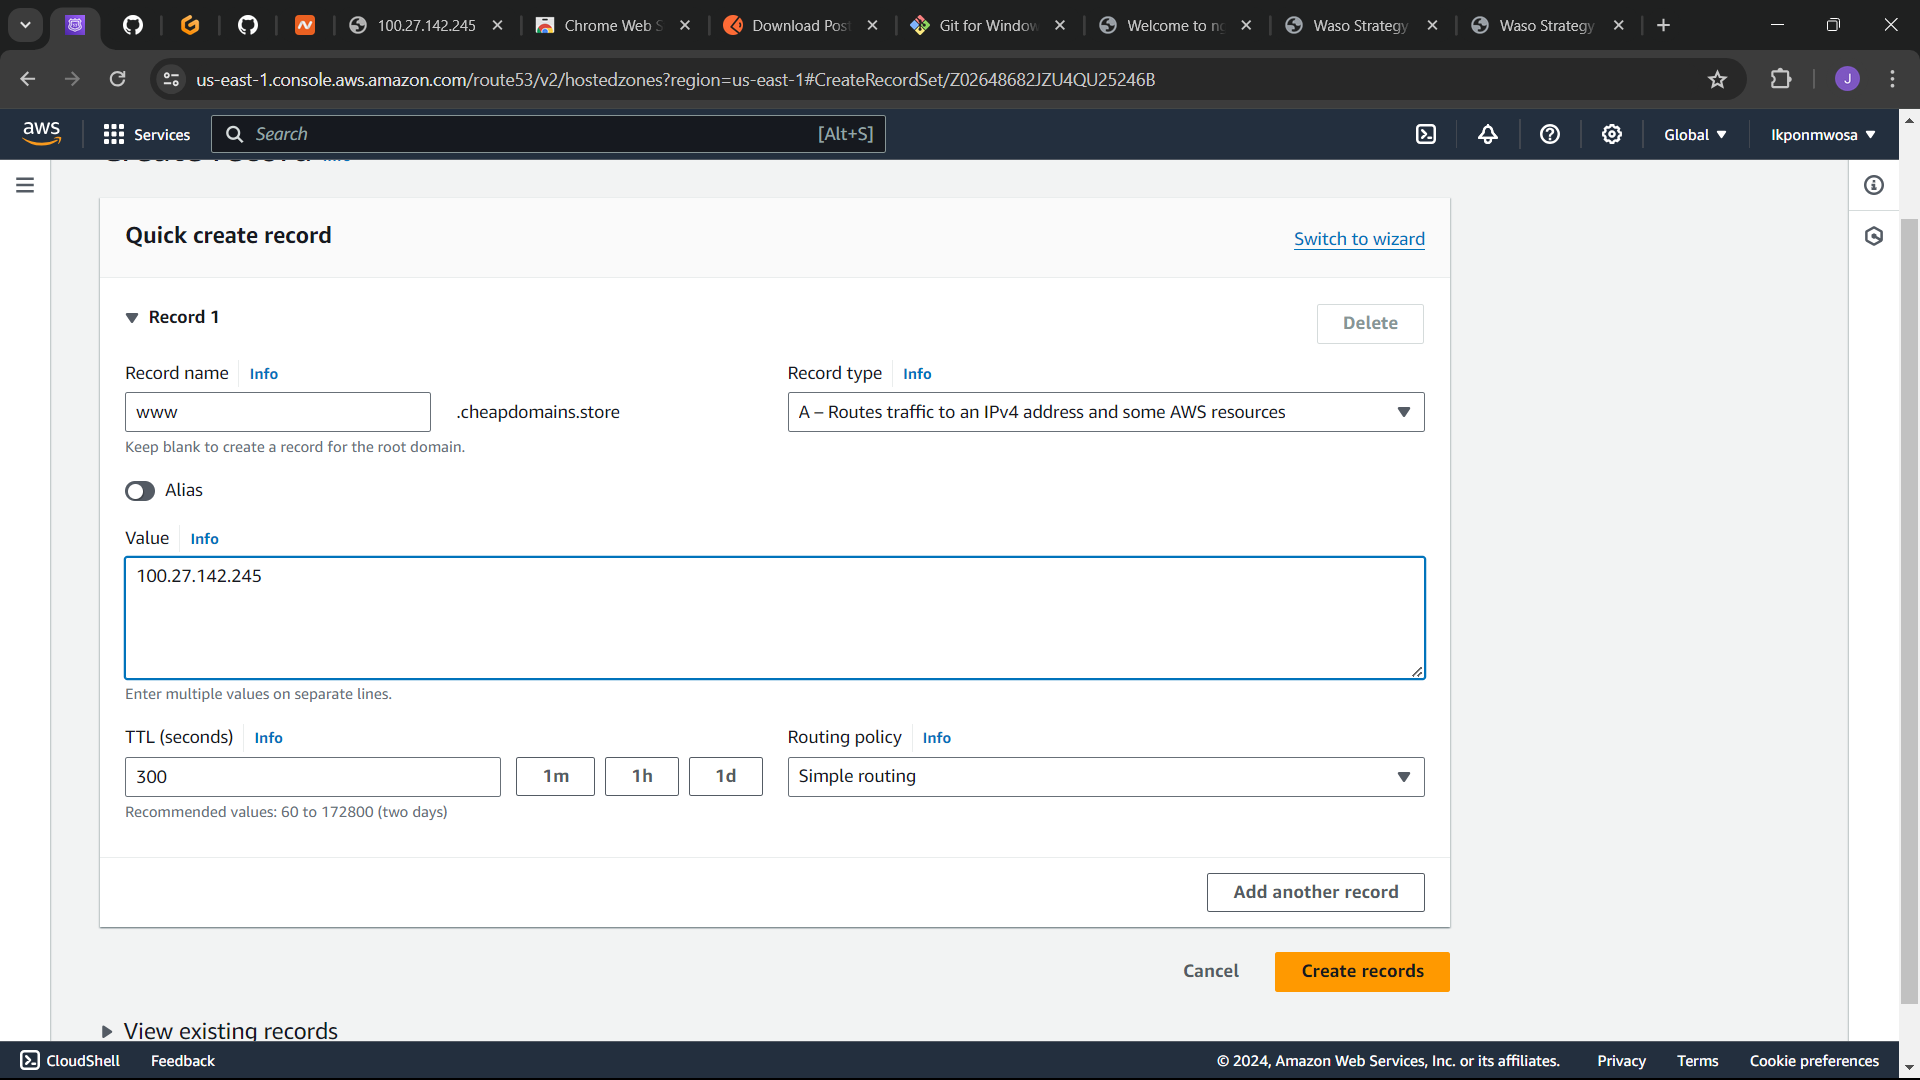 100.27.142.245
Chrome Web S
Download Post
Git for Window
Welcome to ng
Waso Strategy
Waso Strategy
us-east-1.console.aws.amazon.com/route53/v2/hostedzones?region=us-east-1#CreateRecordSet/Z02648682JZU4QU25246B
J
aws
Services
Search
[Alt+S]
Global
Ikponmwosa
Create record Info
Quick create record
Switch to wizard
Record 1
Delete
Record name Info
Record type Info
www
.cheapdomains.store
A – Routes traffic to an IPv4 address and some AWS resources
Keep blank to create a record for the root domain.
Alias
Value Info
100.27.142.245
Enter multiple values on separate lines.
TTL (seconds) Info
Routing policy Info
300
1m
1h
1d
Simple routing
Recommended values: 60 to 172800 (two days)
Add another record
Cancel
Create records
View existing records
CloudShell
Feedback
© 2024, Amazon Web Services, Inc. or its affiliates.
Privacy
Terms
Cookie preferences